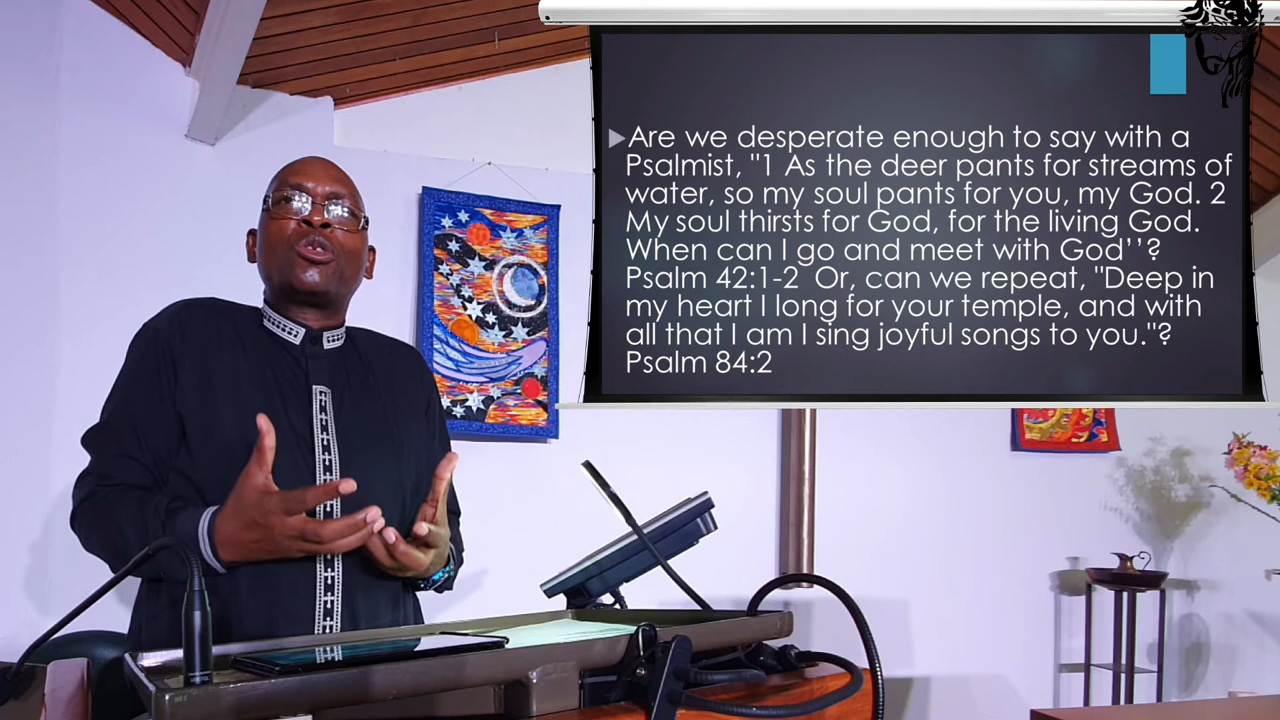 Are we desperate enough to say with a
Psalmist, "1 As the deer pants for streams of
water, so my soul pants for you, my God. 2
My soul thirsts for God, for the living God.
When can I go and meet with God''?
Psalm 42:1-2 Or, can we repeat, "Deep in
my heart I long for your temple, and with
all that I am I sing joyful songs to you."?
Psalm 84:2